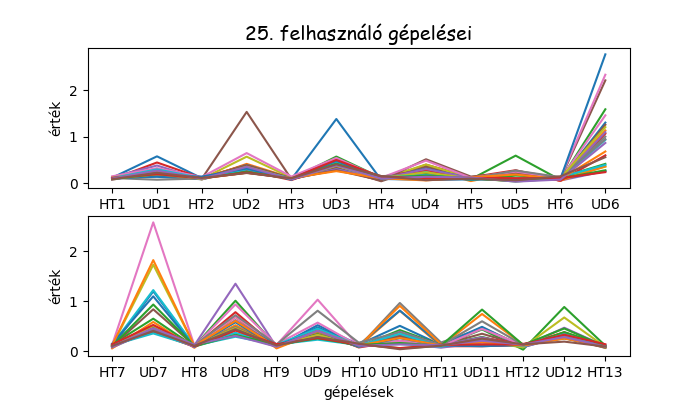 25. felhasználó gépelései
érték
2
1
0
HT1 UD1 HT2 UD2 HT3 UD3 HT4 UD4 HT5 UD5 HT6 UD6
érték
2
1
0
HT7 UD7 HT8 UD8 HT9 UD9 HT10 UD10 HT11 UD11 HT12 UD12 HT13
gépelések